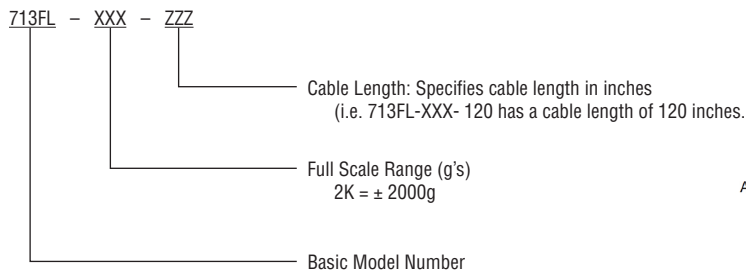 713FL – XXX – ZZZ
Cable Length: Specifies cable length in inches
(i.e. 713FL-XXX- 120 has a cable length of 120 inches.
Full Scale Range (g's)
2K = ± 2000g
A
Basic Model Number